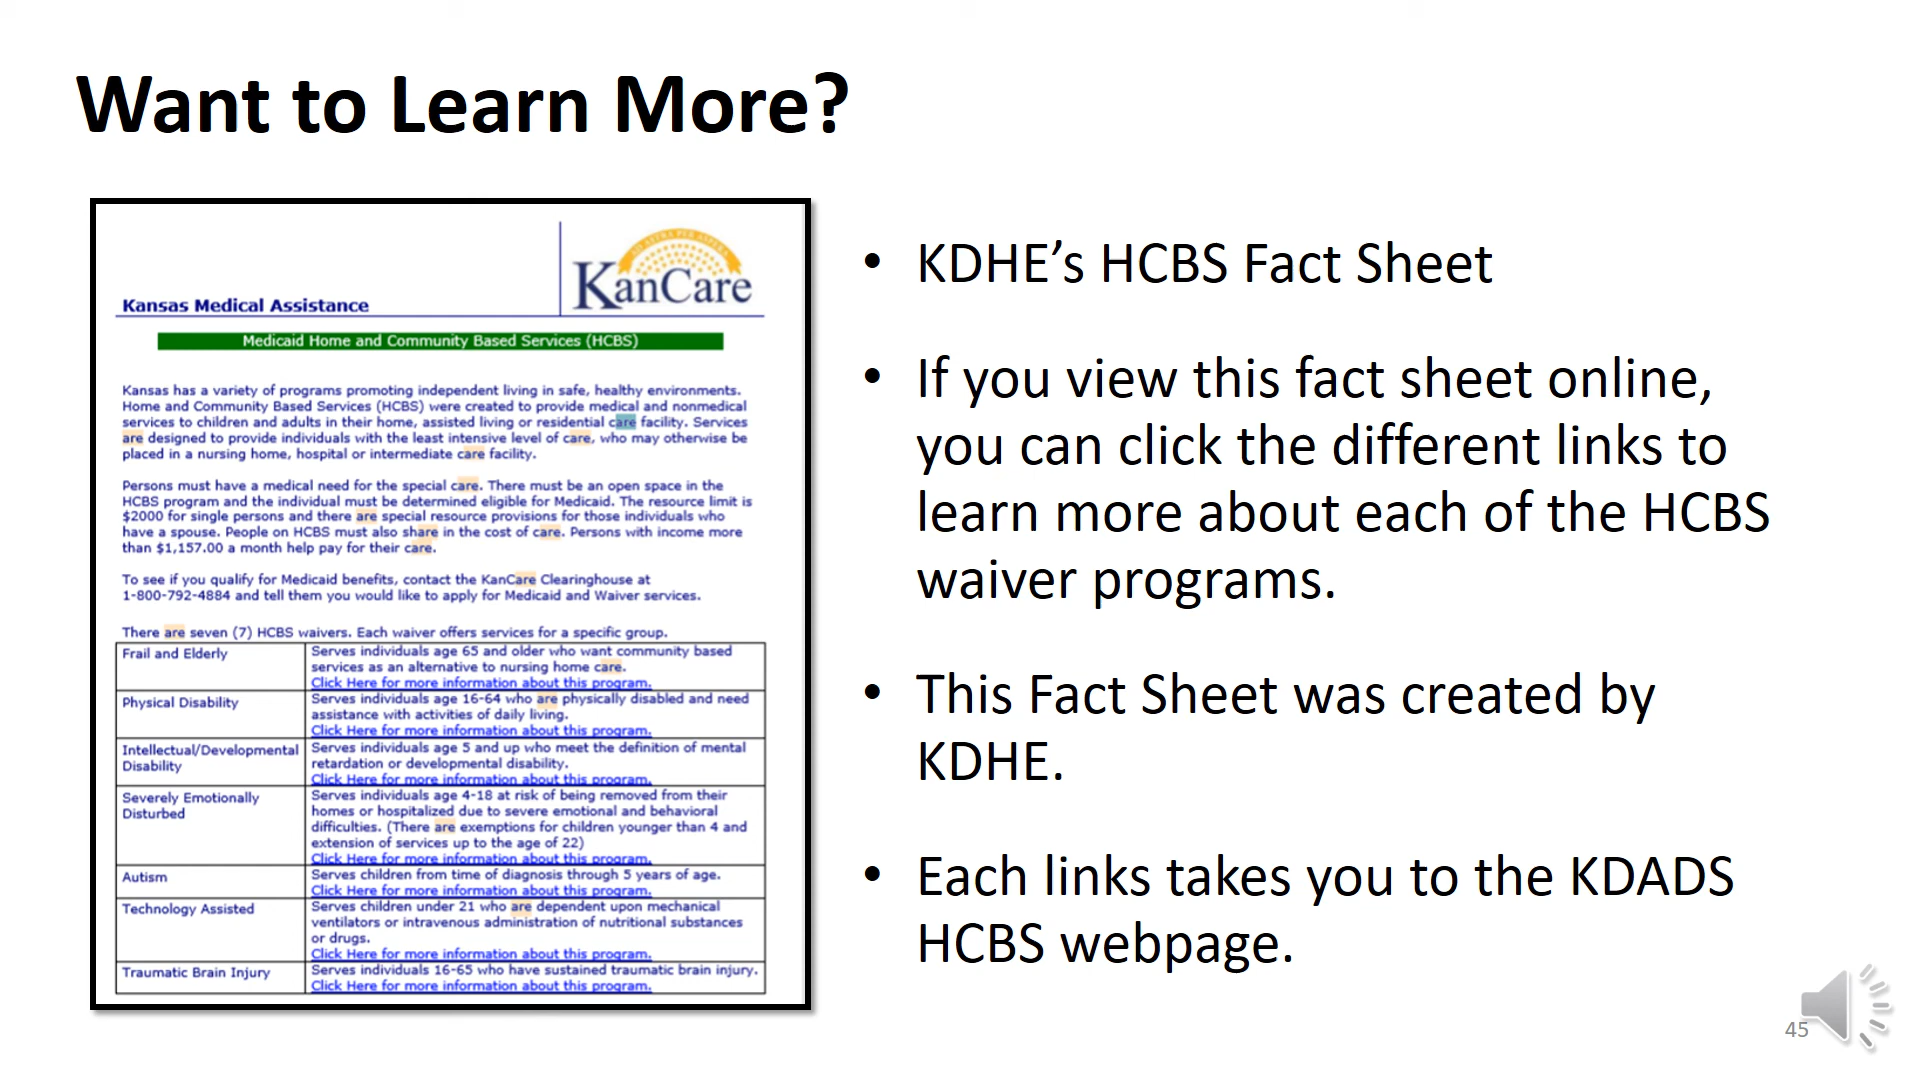 Want to Learn More?
KanCare
Kansas Medical Assistance
Medicaid Home and Community Based Services (HCBS)
Kansas has a variety of programs promoting independent living in safe, healthy environments.
Home and Community Based Services (HCBS) were created to provide medical and nonmedical
services to children and adults in their home, assisted living or residential care facility. Services
are designed to provide individuals with the least intensive level of care, who may otherwise be
placed in a nursing home, hospital or intermediate care facility.
Persons must have a medical need for the special care. There must be an open space in the
HCBS program and the individual must be determined eligible for Medicaid. The resource limit is
$2000 for single persons and there are special resource provisions for those individuals who
have a spouse. People on HCBS must also share in the cost of care. Persons with income more
than $1,157.00 a month help pay for their care.
To see if you qualify for Medicaid benefits, contact the KanCare Clearinghouse at
1-800-792-4884 and tell them you would like to apply for Medicaid and Waiver services.
There are seven (7) HCBS waivers. Each waiver offers services for a specific group.
Frail and Elderly
Serves individuals age 65 and older who want community based
services as an alternative to nursing home care.
Click Here for more information about this program.
Physical Disability
Serves individuals age 16-64 who are physically disabled and need
assistance with activities of daily living.
Click Here for more information about this program.
Intellectual/Developmental
Disability
Serves individuals age 5 and up who meet the definition of mental
retardation or developmental disability.
Click Here for more information about this program.
Severely Emotionally
Disturbed
Serves individuals age 4-18 at risk of being removed from their
homes or hospitalized due to severe emotional and behavioral
difficulties. (There are exemptions for children younger than 4 and
extension of services up to the age of 22)
Click Here for more information about this program.
Autism
Serves children from time of diagnosis through 5 years of age.
Click Here for more information about this program.
Technology Assisted
Serves children under 21 who are dependent upon mechanical
ventilators or intravenous administration of nutritional substances
or drugs.
Click Here for more information about this program.
Traumatic Brain Injury
Serves individuals 16-65 who have sustained traumatic brain injury.
Click Here for more information about this program.
• KDHE’s HCBS Fact Sheet
• If you view this fact sheet online,
you can click the different links to
learn more about each of the HCBS
waiver programs.
• This Fact Sheet was created by
KDHE.
• Each links takes you to the KDADS
HCBS webpage.
45